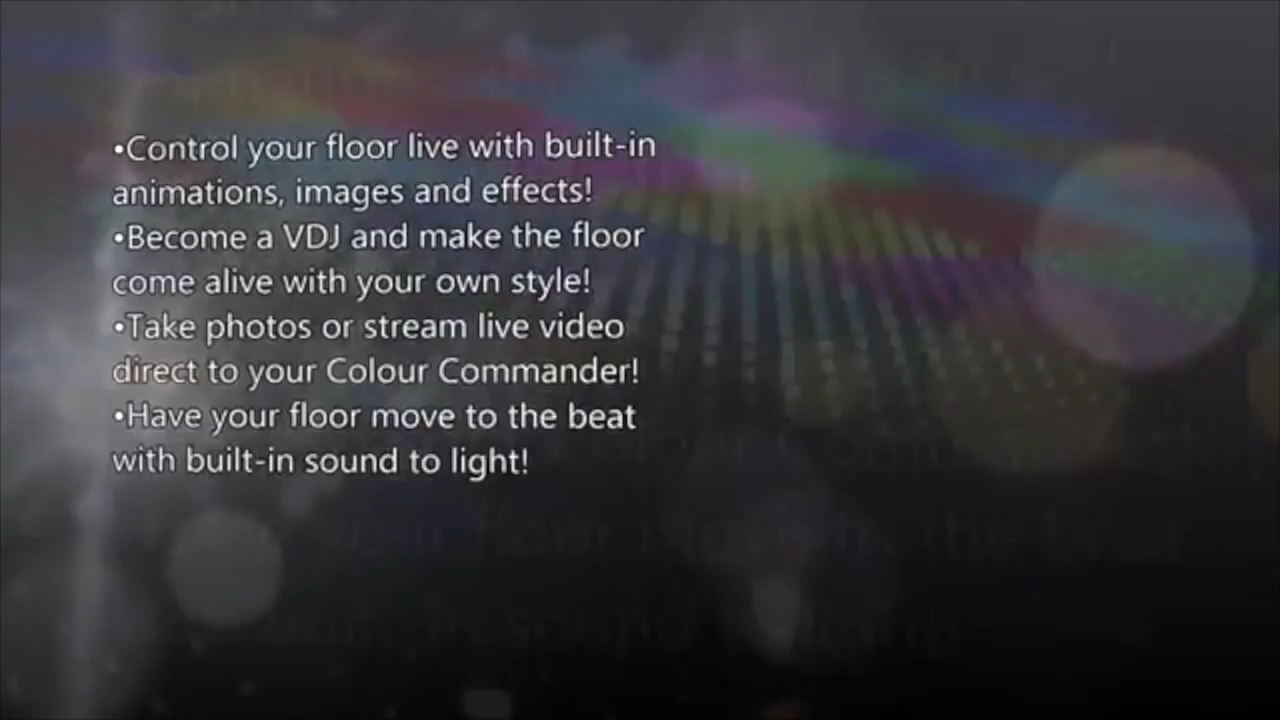 •Control your floor live with built-in
animations, images and effects!
•Become a VDJ and make the floor
come alive with your own style!
•Take photos or stream live video
direct to your Colour Commander!
•Have your floor move to the beat
with built-in sound to light!